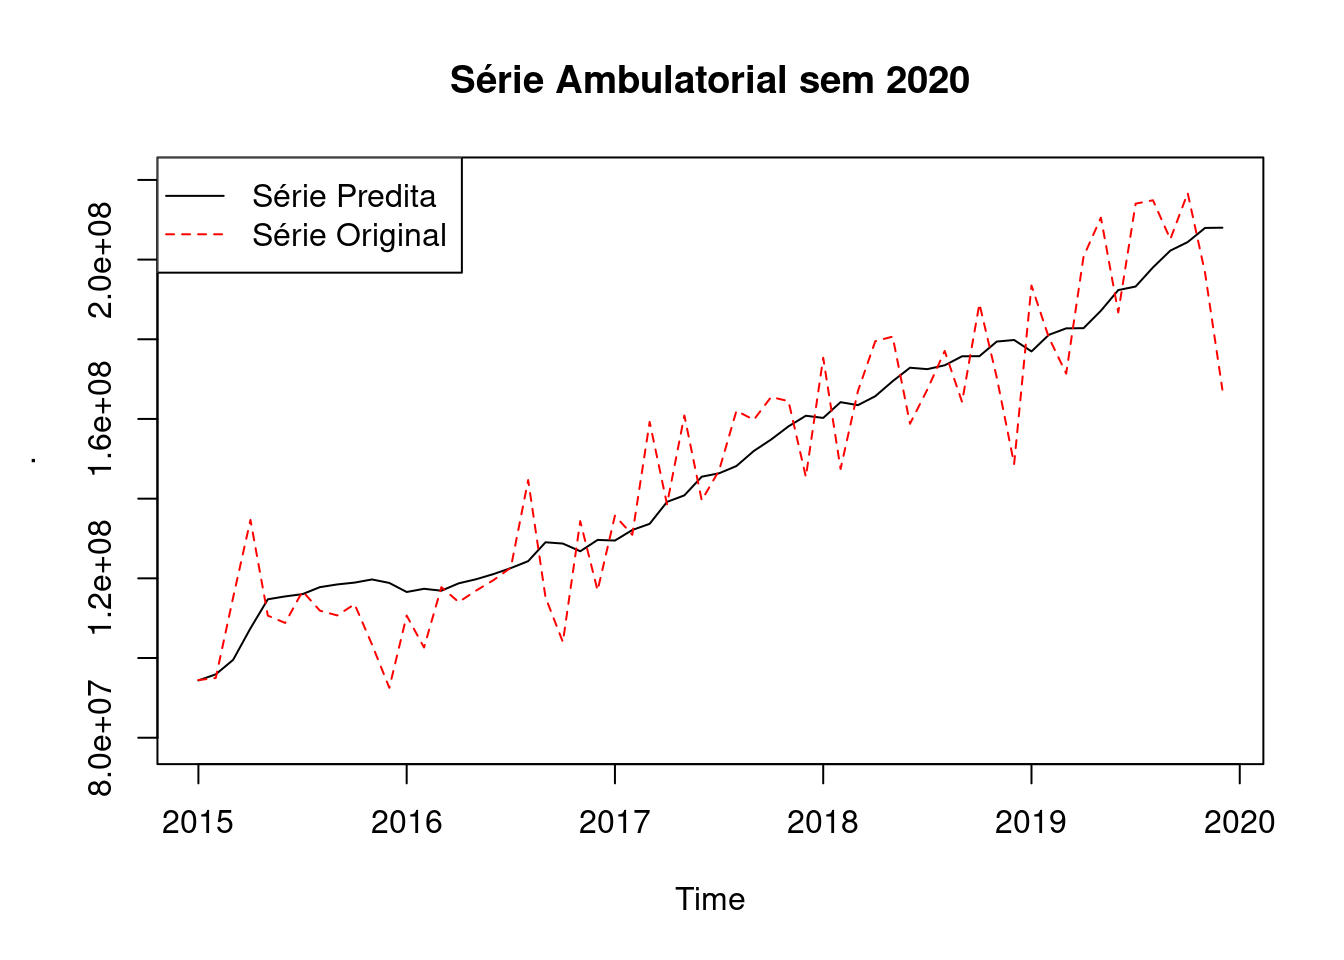 Série Ambulatorial sem 2020
Série Predita
Série Original
2.0e+08
1.6e+08
1.2e+08
8.0e+07
.
2015 2016 2017 2018 2019 2020
Time